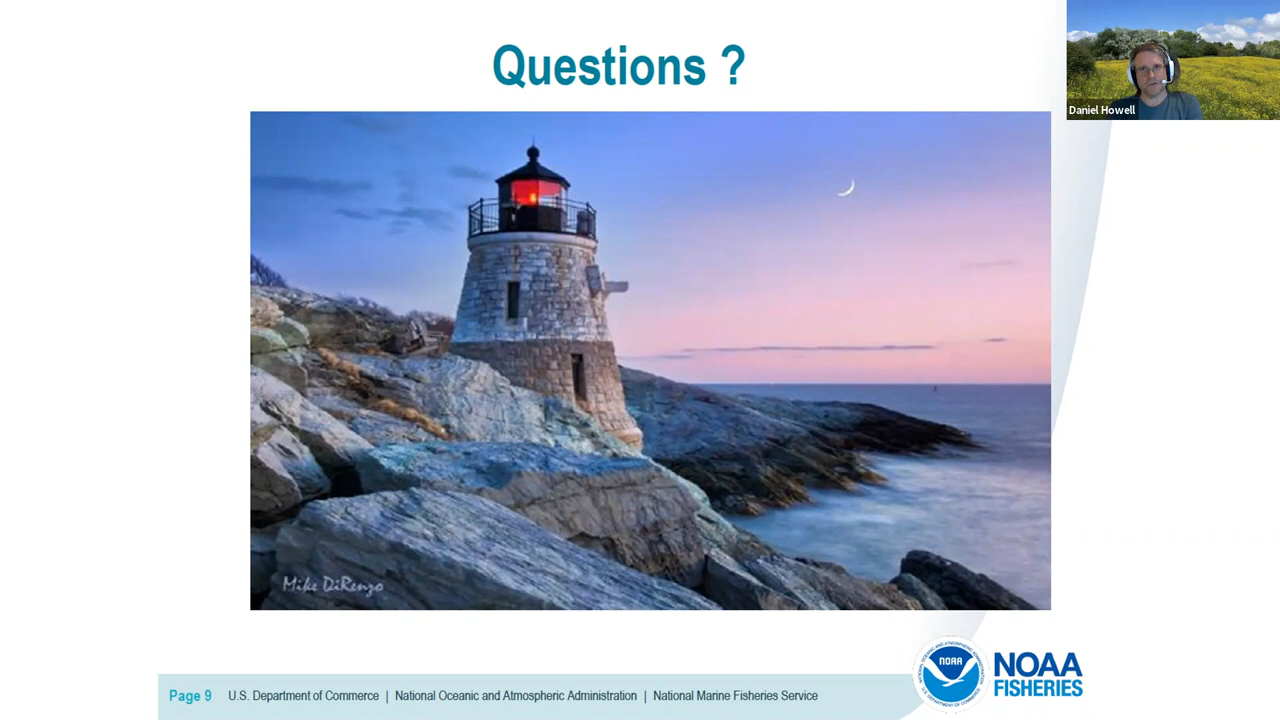 Questions ?
Daniel Howell
Mike DiRenzo
Page 9 U.S. Department of Commerce | National Oceanic and Atmospheric Administration | National Marine Fisheries Service
NOAA
NOAA
FISHERIES